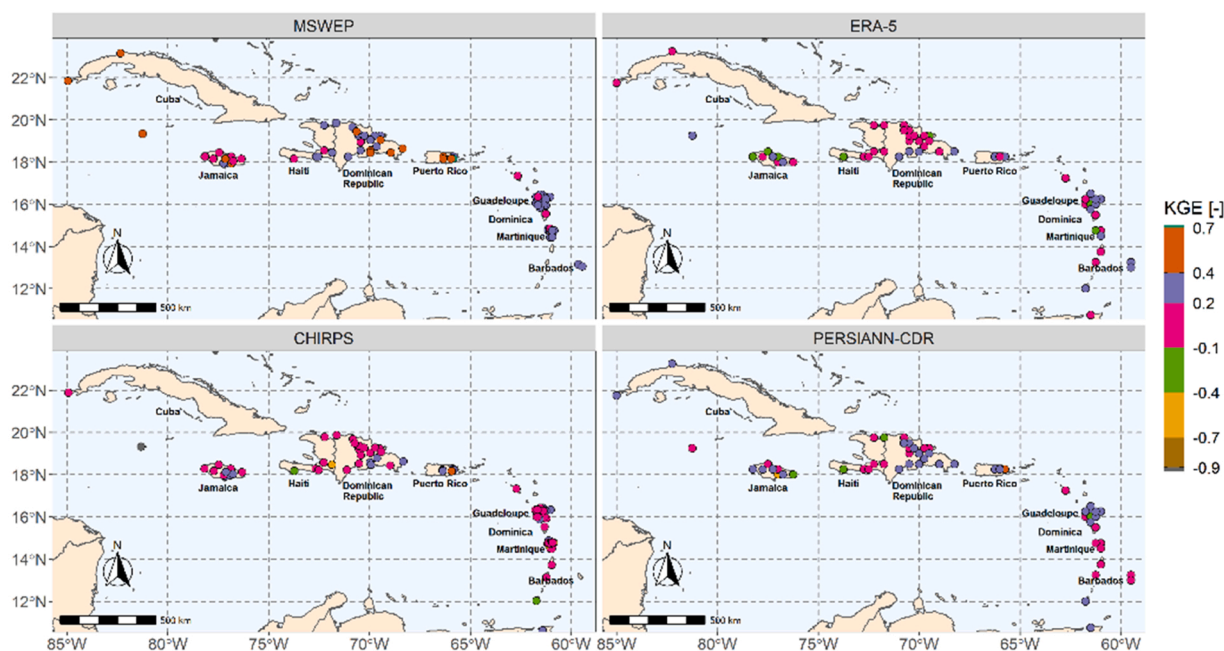 MSWEP
ERA-5
22°N
20°N
18°N
16°N
14°N
12°N
Cuba
Jamaica
Haiti
Dominican
Republic
Puerto Rico
Guadeloupe
Dominica
Martinique
Barbados
N
500 km
Cuba
Jamaica
Haiti
Dominican
Republic
Puerto Rico
Guadeloupe
Dominica
Martinique
Barbados
N
500 km
KGE [-]
0.7
0.4
0.2
-0.1
-0.4
-0.7
-0.9
CHIRPS
PERSIANN-CDR
22°N
20°N
18°N
16°N
14°N
12°N
Cuba
Jamaica
Haiti
Dominican
Republic
Puerto Rico
Guadeloupe
Dominica
Martinique
Barbados
N
500 km
Cuba
Jamaica
Haiti
Dominican
Republic
Puerto Rico
Guadeloupe
Dominica
Martinique
Barbados
N
500 km
85°W 80°W 75°W 70°W 65°W 60°W 85°W 80°W 75°W 70°W 65°W 60°W